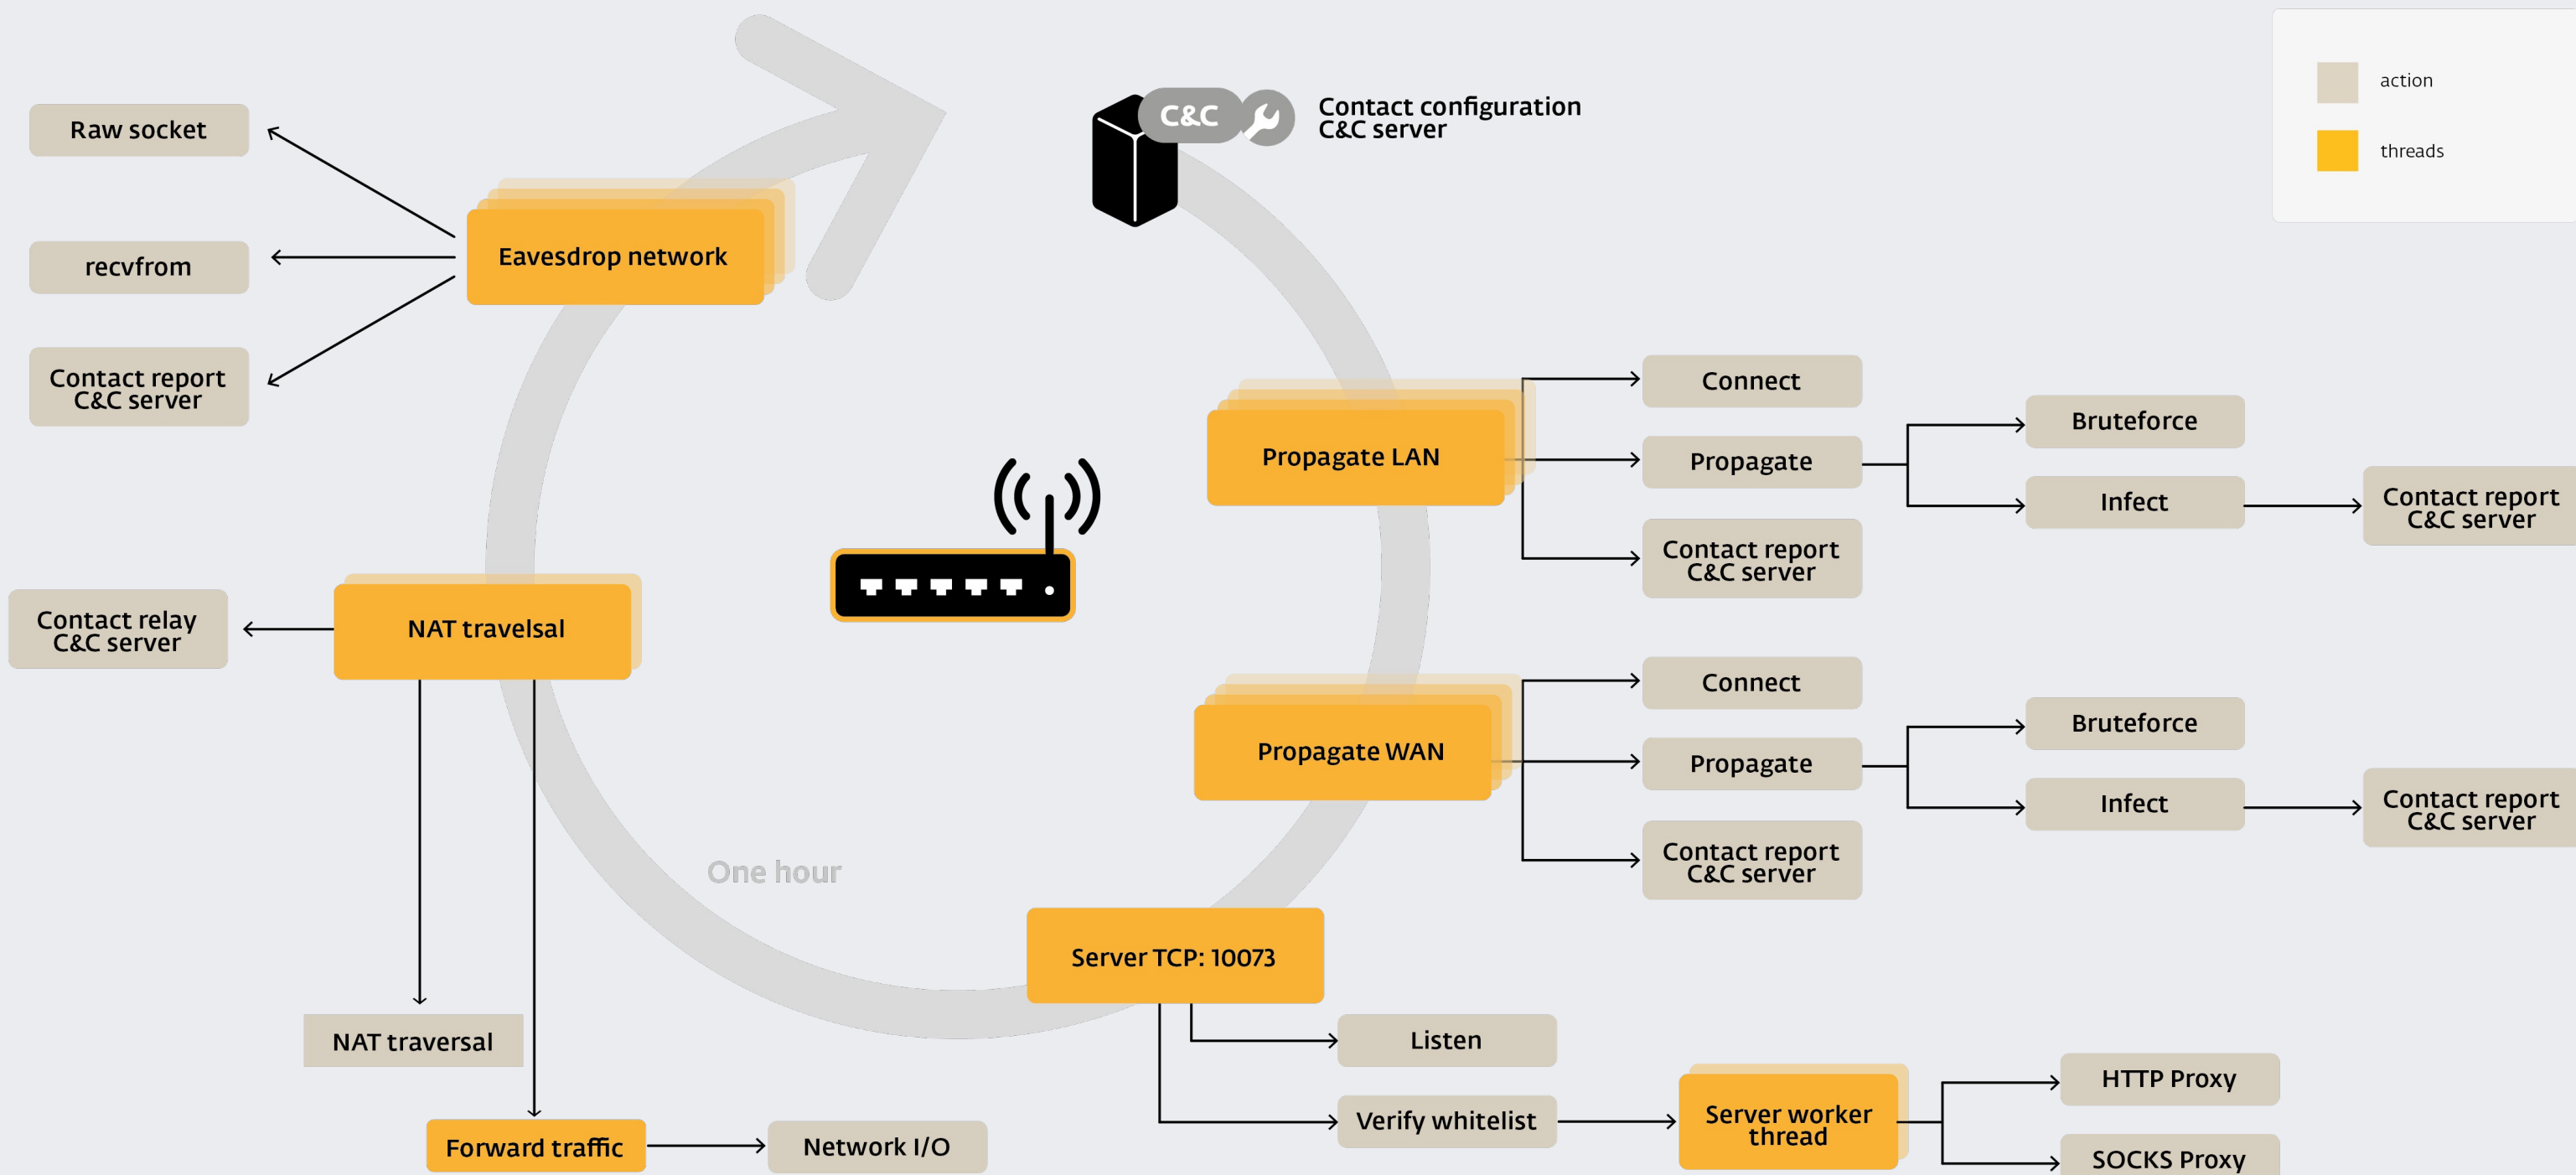 C&C
Contact configuration
C&C server
action
threads
Raw socket
recvfrom
Contact report
C&C server
Eavesdrop network
Propagate LAN
Connect
Propagate
Contact report
C&C server
Bruteforce
Infect
Contact report
C&C server
Contact relay
C&C server
NAT travelsal
Propagate WAN
Connect
Propagate
Contact report
C&C server
Bruteforce
Infect
Contact report
C&C server
One hour
Server TCP: 10073
NAT traversal
Forward traffic
Network I/O
Listen
Verify whitelist
Server worker
thread
HTTP Proxy
SOCKS Proxy